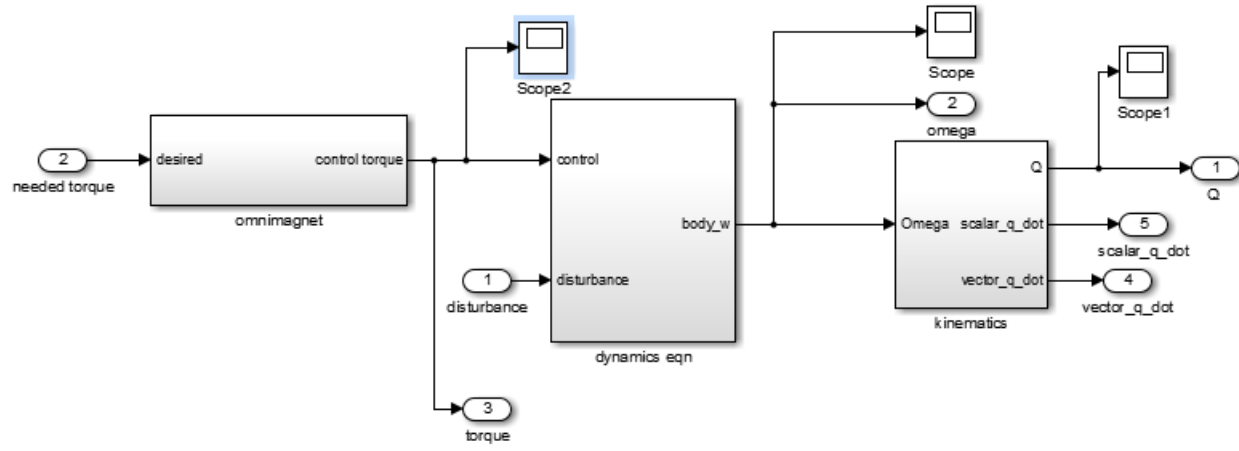 Scope2
Scope
2
omega
Scope1
2
needed torque
desired
control torque
omnimagnet
control
disturbance
body_w
dynamics eqn
1
disturbance
3
torque
Omega
Q
scalar_q_dot
vector_q_dot
kinematics
1
Q
5
scalar_q_dot
4
vector_q_dot